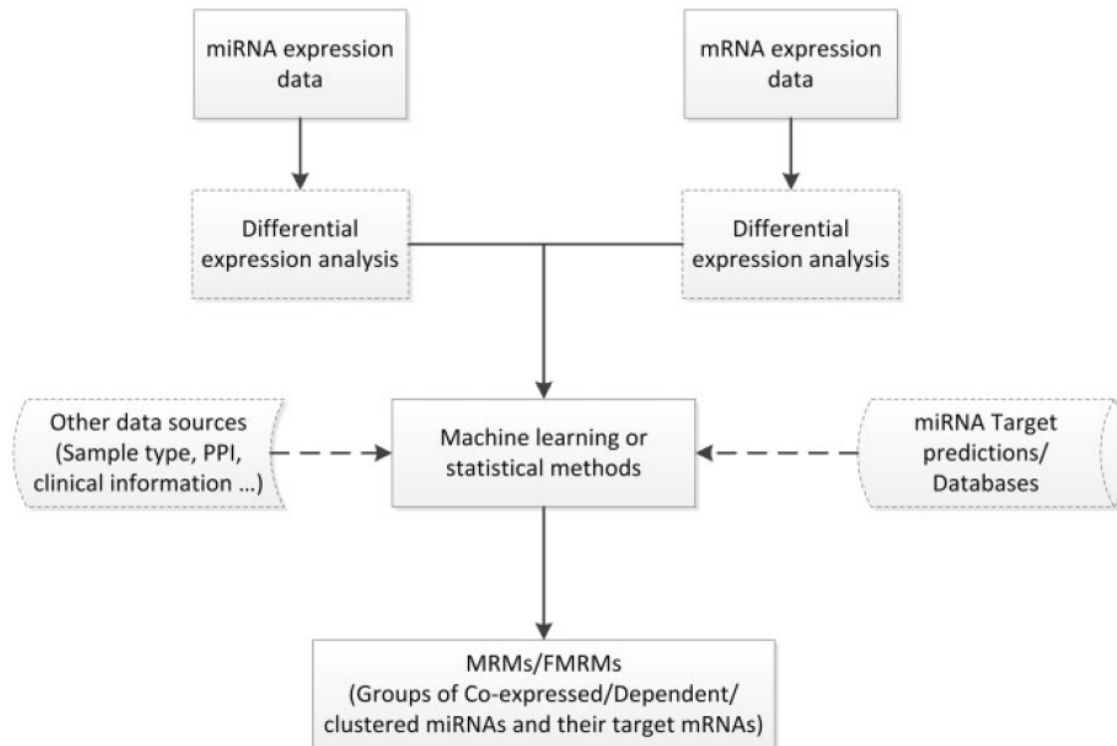 miRNA expression
data
mRNA expression
data
Differential
expression analysis
Differential
expression analysis
Other data sources
(Sample type, PPI,
clinical information ...)
Machine learning or
statistical methods
miRNA Target
predictions/
Databases
MRMs/FMRMs
(Groups of Co-expressed/Dependent/
clustered miRNAs and their target mRNAs)